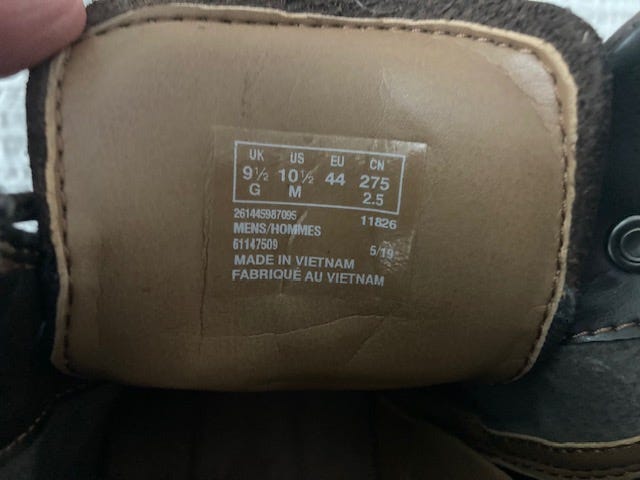 UK US EU CN
9½ 10½ 44 275
G M 2.5
261445987095 11826
MENS/HOMMES
61147509 5/19
MADE IN VIETNAM
FABRIQUÉ AU VIETNAM